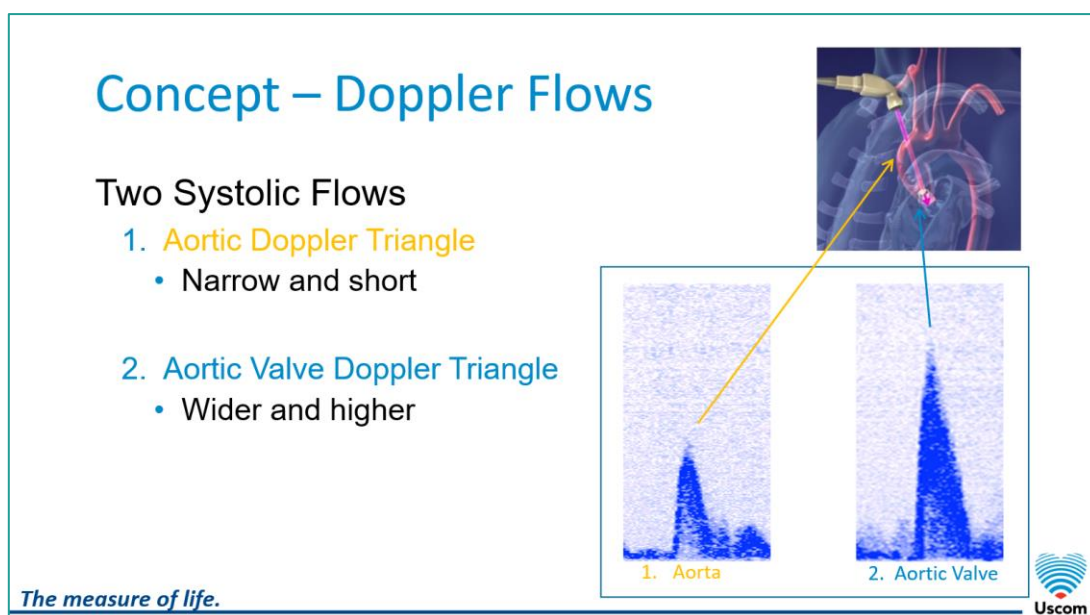 Concept – Doppler Flows
Two Systolic Flows
1. Aortic Doppler Triangle
• Narrow and short
2. Aortic Valve Doppler Triangle
• Wider and higher
1. Aorta
2. Aortic Valve
The measure of life.
Uscom